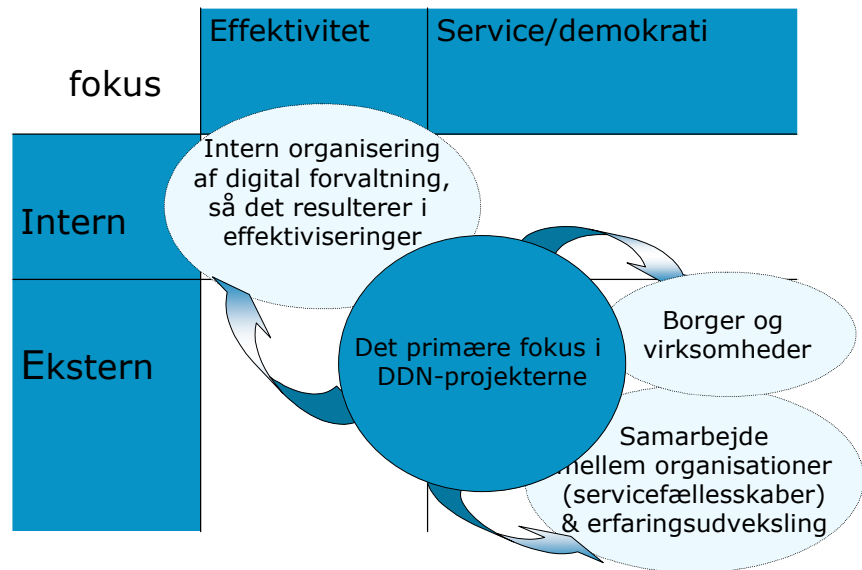 Effektivitet
Service/demokrati
fokus
Intern organisering
af digital forvaltning,
så det resulterer i
effektiviseringer
Intern
Ekstern
Det primære fokus i
DDN-projekterne
Borger og
virksomheder
Samarbejde
mellem organisationer
(servicefællesskaber)
& erfaringsudveksling